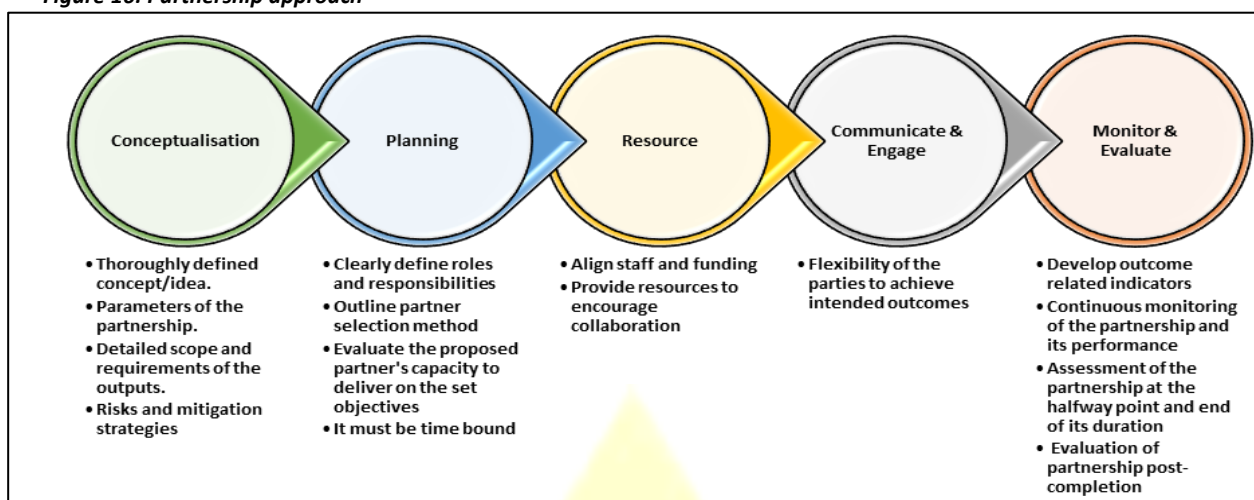 Figure 16: Partnership approach
Conceptualisation
• Thoroughly defined
concept/idea.
• Parameters of the
partnership.
• Detailed scope and
requirements of the
outputs.
• Risks and mitigation
strategies
Planning
• Clearly define roles
and responsibilities
• Outline partner
selection method
• Evaluate the proposed
partner's capacity to
deliver on the set
objectives
• It must be time bound
Resource
• Align staff and funding
• Provide resources to
encourage
collaboration
Communicate &
Engage
• Flexibility of the
parties to achieve
intended outcomes
Monitor &
Evaluate
• Develop outcome
related indicators
• Continuous monitoring
of the partnership and
its performance
• Assessment of the
partnership at the
halfway point and end
of its duration
• Evaluation of
partnership post-
completion